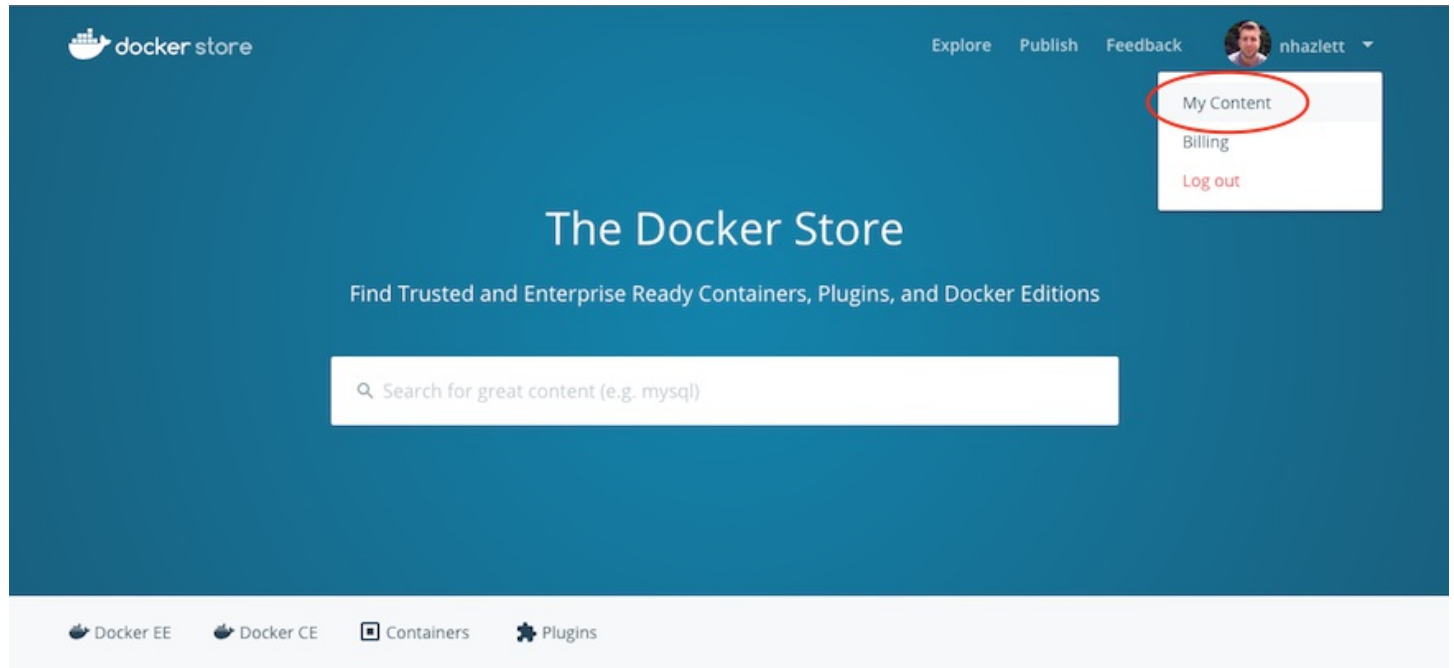 docker store
Explore Publish Feedback nhazlett
My Content
Billing
Log out
The Docker Store
Find Trusted and Enterprise Ready Containers, Plugins, and Docker Editions
Search for great content (e.g. mysql)
Docker EE Docker CE Containers Plugins